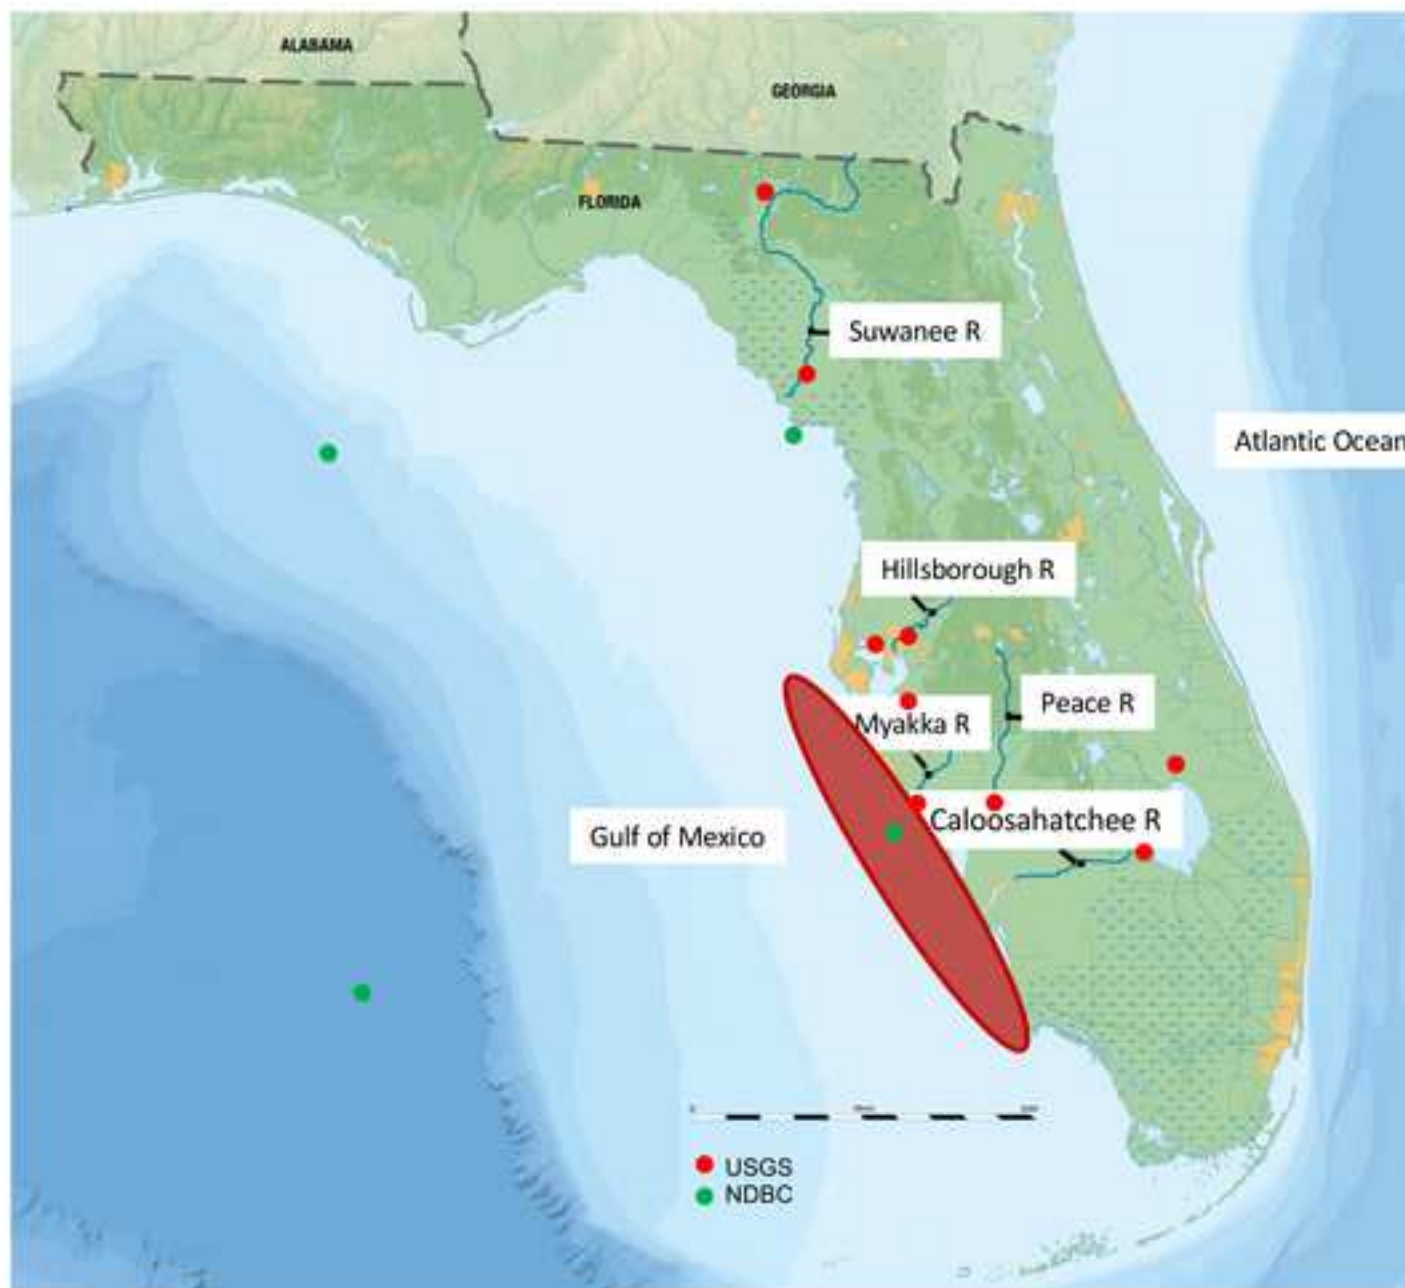 ALABAMA
GEORGIA
FLORIDA
Suwanee R
Atlantic Ocean
Hillsborough R
Peace R
Myakka R
Gulf of Mexico
Caloosahatchee R
USGS
NDBC